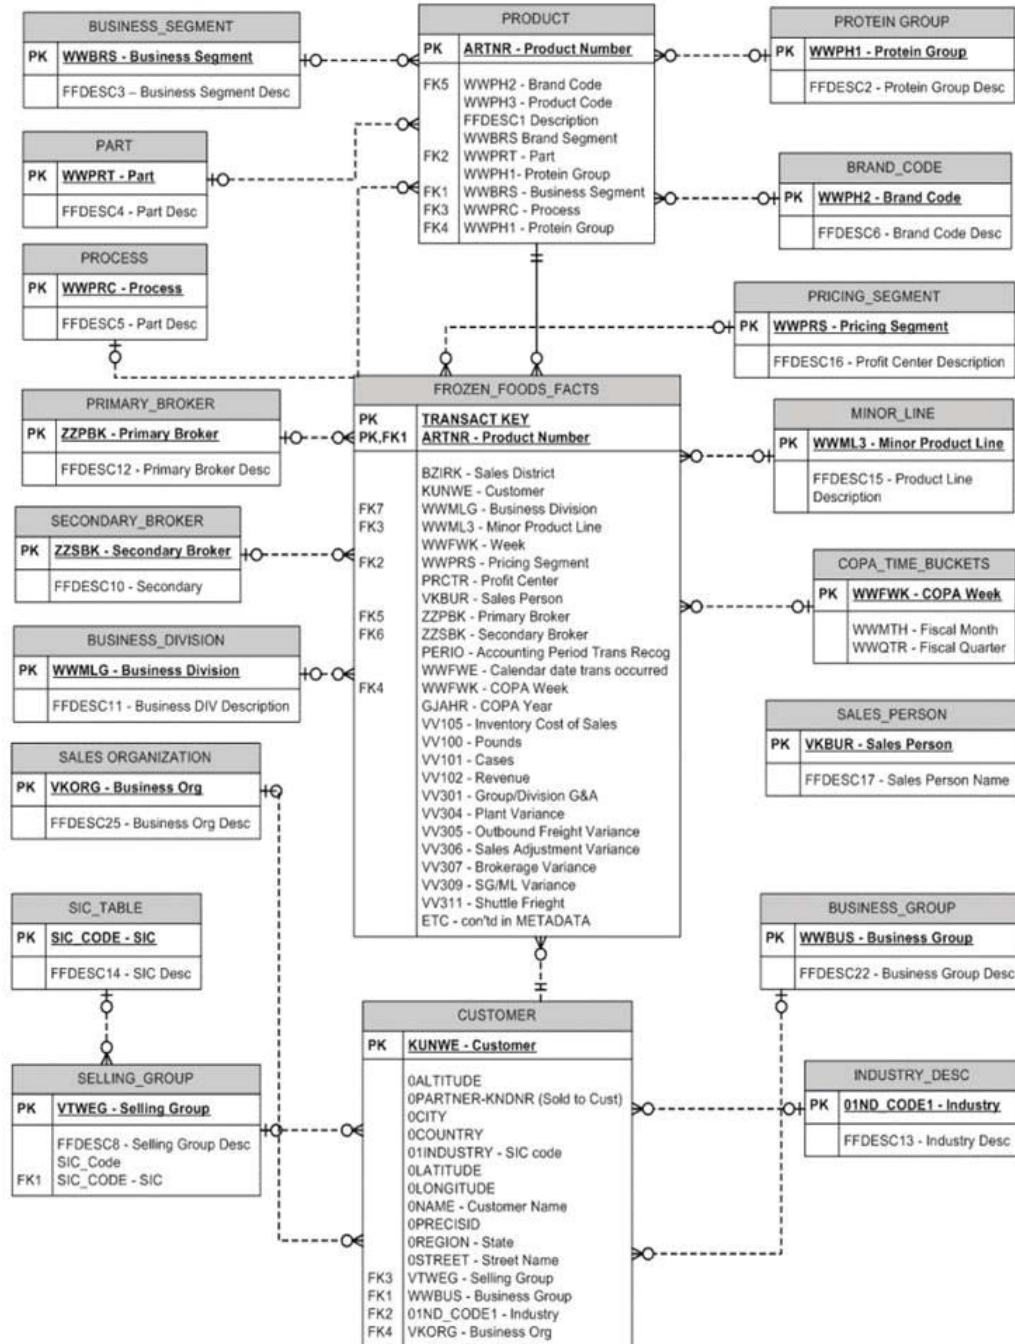 BUSINESS_SEGMENT
PK WWBRS - Business Segment
FFDESC3 – Business Segment Desc
PRODUCT
PK ARTNR - Product Number
FK5 WWPH2 - Brand Code
WWPH3 - Product Code
FFDESC1 Description
WWBRS Brand Segment
FK2 WWPRT - Part
WWPH1- Protein Group
FK1 WWBRS - Business Segment
FK3 WWPRC - Process
FK4 WWPH1 - Protein Group
PROTEIN GROUP
PK WWPH1 - Protein Group
FFDESC2 - Protein Group Desc
PART
PK WWPRT - Part
FFDESC4 - Part Desc
BRAND_CODE
PK WWPH2 - Brand Code
FFDESC6 - Brand Code Desc
PROCESS
PK WWPRC - Process
FFDESC5 - Part Desc
PRICING_SEGMENT
PK WWPRS - Pricing Segment
FFDESC16 - Profit Center Description
PRIMARY_BROKER
PK ZZPBK - Primary Broker
FFDESC12 - Primary Broker Desc
FROZEN_FOODS_FACTS
PK TRANSACT KEY
PK,FK1 ARTNR - Product Number
BZIRK - Sales District
KUNWE - Customer
FK7 WWMLG - Business Division
FK3 WWML3 - Minor Product Line
WWFWK - Week
FK2 WWPRS - Pricing Segment
PRCTR - Profit Center
VKBUR - Sales Person
FK5 ZZPBK - Primary Broker
FK6 ZZSBK - Secondary Broker
PERIO - Accounting Period Trans Recog
WWFWE - Calendar date trans occurred
FK4 WWFWK - COPA Week
GJAHR - COPA Year
VV105 - Inventory Cost of Sales
VV100 - Pounds
VV101 - Cases
VV102 - Revenue
VV301 - Group/Division G&A
VV304 - Plant Variance
VV305 - Outbound Freight Variance
VV306 - Sales Adjustment Variance
VV307 - Brokerage Variance
VV309 - SG/ML Variance
VV311 - Shuttle Frieght
ETC - con'td in METADATA
MINOR_LINE
PK WWML3 - Minor Product Line
FFDESC15 - Product Line
Description
SECONDARY_BROKER
PK ZZSBK - Secondary Broker
FFDESC10 - Secondary
COPA_TIME_BUCKETS
PK WWFWK - COPA Week
WWMTH - Fiscal Month
WWQTR - Fiscal Quarter
BUSINESS_DIVISION
PK WWMLG - Business Division
FFDESC11 - Business DIV Description
SALES_PERSON
PK VKBUR - Sales Person
FFDESC17 - Sales Person Name
SALES ORGANIZATION
PK VKORG - Business Org
FFDESC25 - Business Org Desc
SIC_TABLE
PK SIC_CODE - SIC
FFDESC14 - SIC Desc
BUSINESS_GROUP
PK WWBUS - Business Group
FFDESC22 - Business Group Desc
SELLING_GROUP
PK VTWEG - Selling Group
FFDESC8 - Selling Group Desc
SIC_Code
FK1 SIC_CODE - SIC
CUSTOMER
PK KUNWE - Customer
0ALTITUDE
0PARTNER-KNDNR (Sold to Cust)
0CITY
0COUNTRY
01INDUSTRY - SIC code
0LATITUDE
0LONGITUDE
0NAME - Customer Name
0PRECISID
0REGION - State
0STREET - Street Name
FK3 VTWEG - Selling Group
FK1 WWBUS - Business Group
FK2 01ND_CODE1 - Industry
FK4 VKORG - Business Org
INDUSTRY_DESC
PK 01ND_CODE1 - Industry
FFDESC13 - Industry Desc